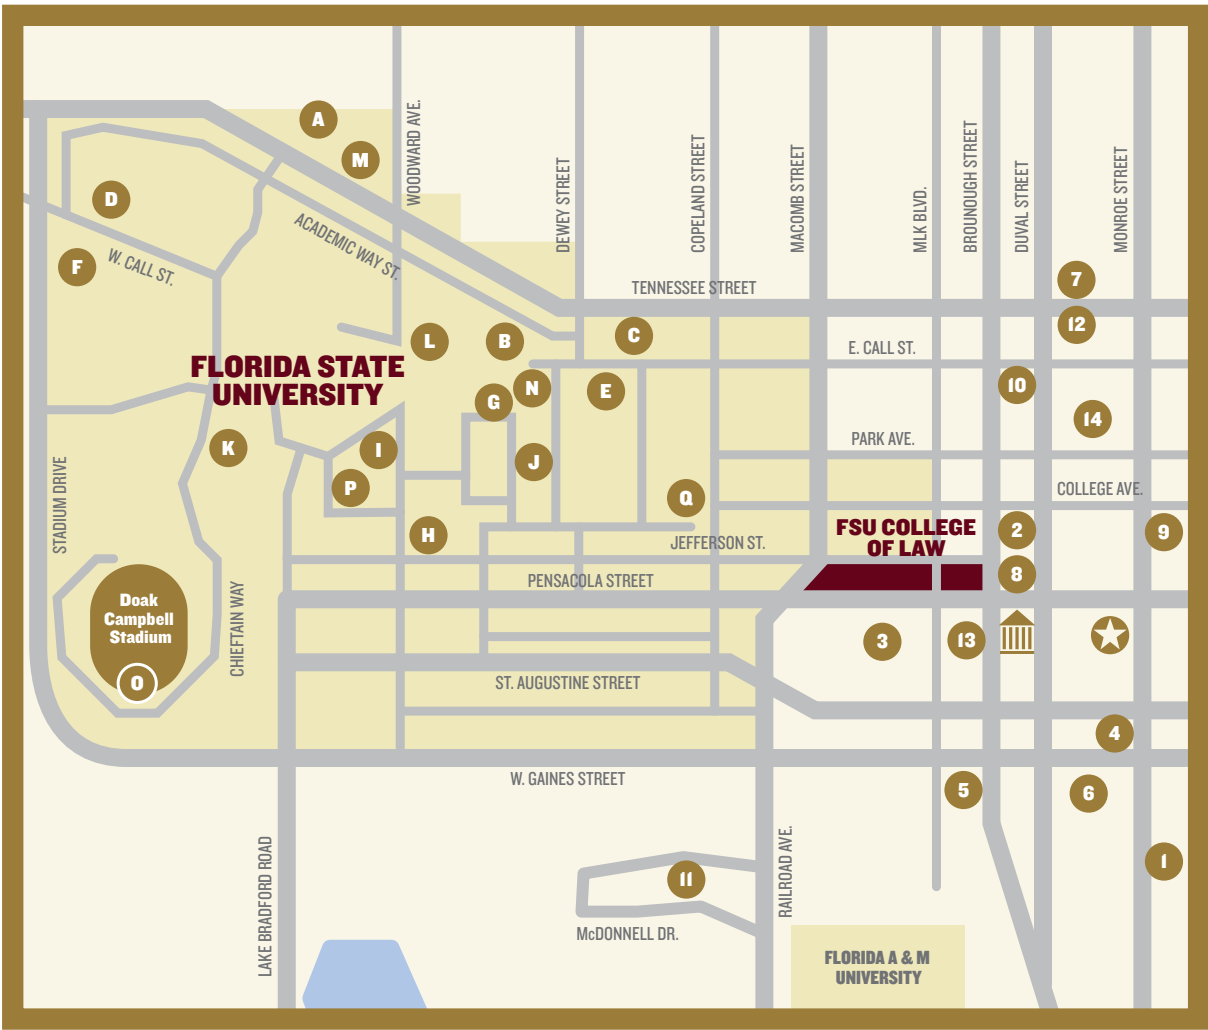 A
M
WOODWARD AVE.
DEWEY STREET
COPELAND STREET
MACOMB STREET
MLK BLVD.
BROUNOUGH STREET
DUVAL STREET
MONROE STREET
D
F
W. CALL ST.
ACADEMIC WAY ST.
7
TENNESSEE STREET
12
L
B
C
E. CALL ST.
FLORIDA STATE
UNIVERSITY
N
E
G
10
14
K
I
J
P
PARK AVE.
Q
COLLEGE AVE.
STADIUM DRIVE
H
JEFFERSON ST.
FSU COLLEGE
OF LAW
2
9
8
PENSACOLA STREET
Doak
Campbell
Stadium
O
CHIEFTAIN WAY
3
13
ST. AUGUSTINE STREET
4
W. GAINES STREET
5
6
LAKE BRADFORD ROAD
11
McDONNELL DR.
RAILROAD AVE.
1
FLORIDA A & M
UNIVERSITY